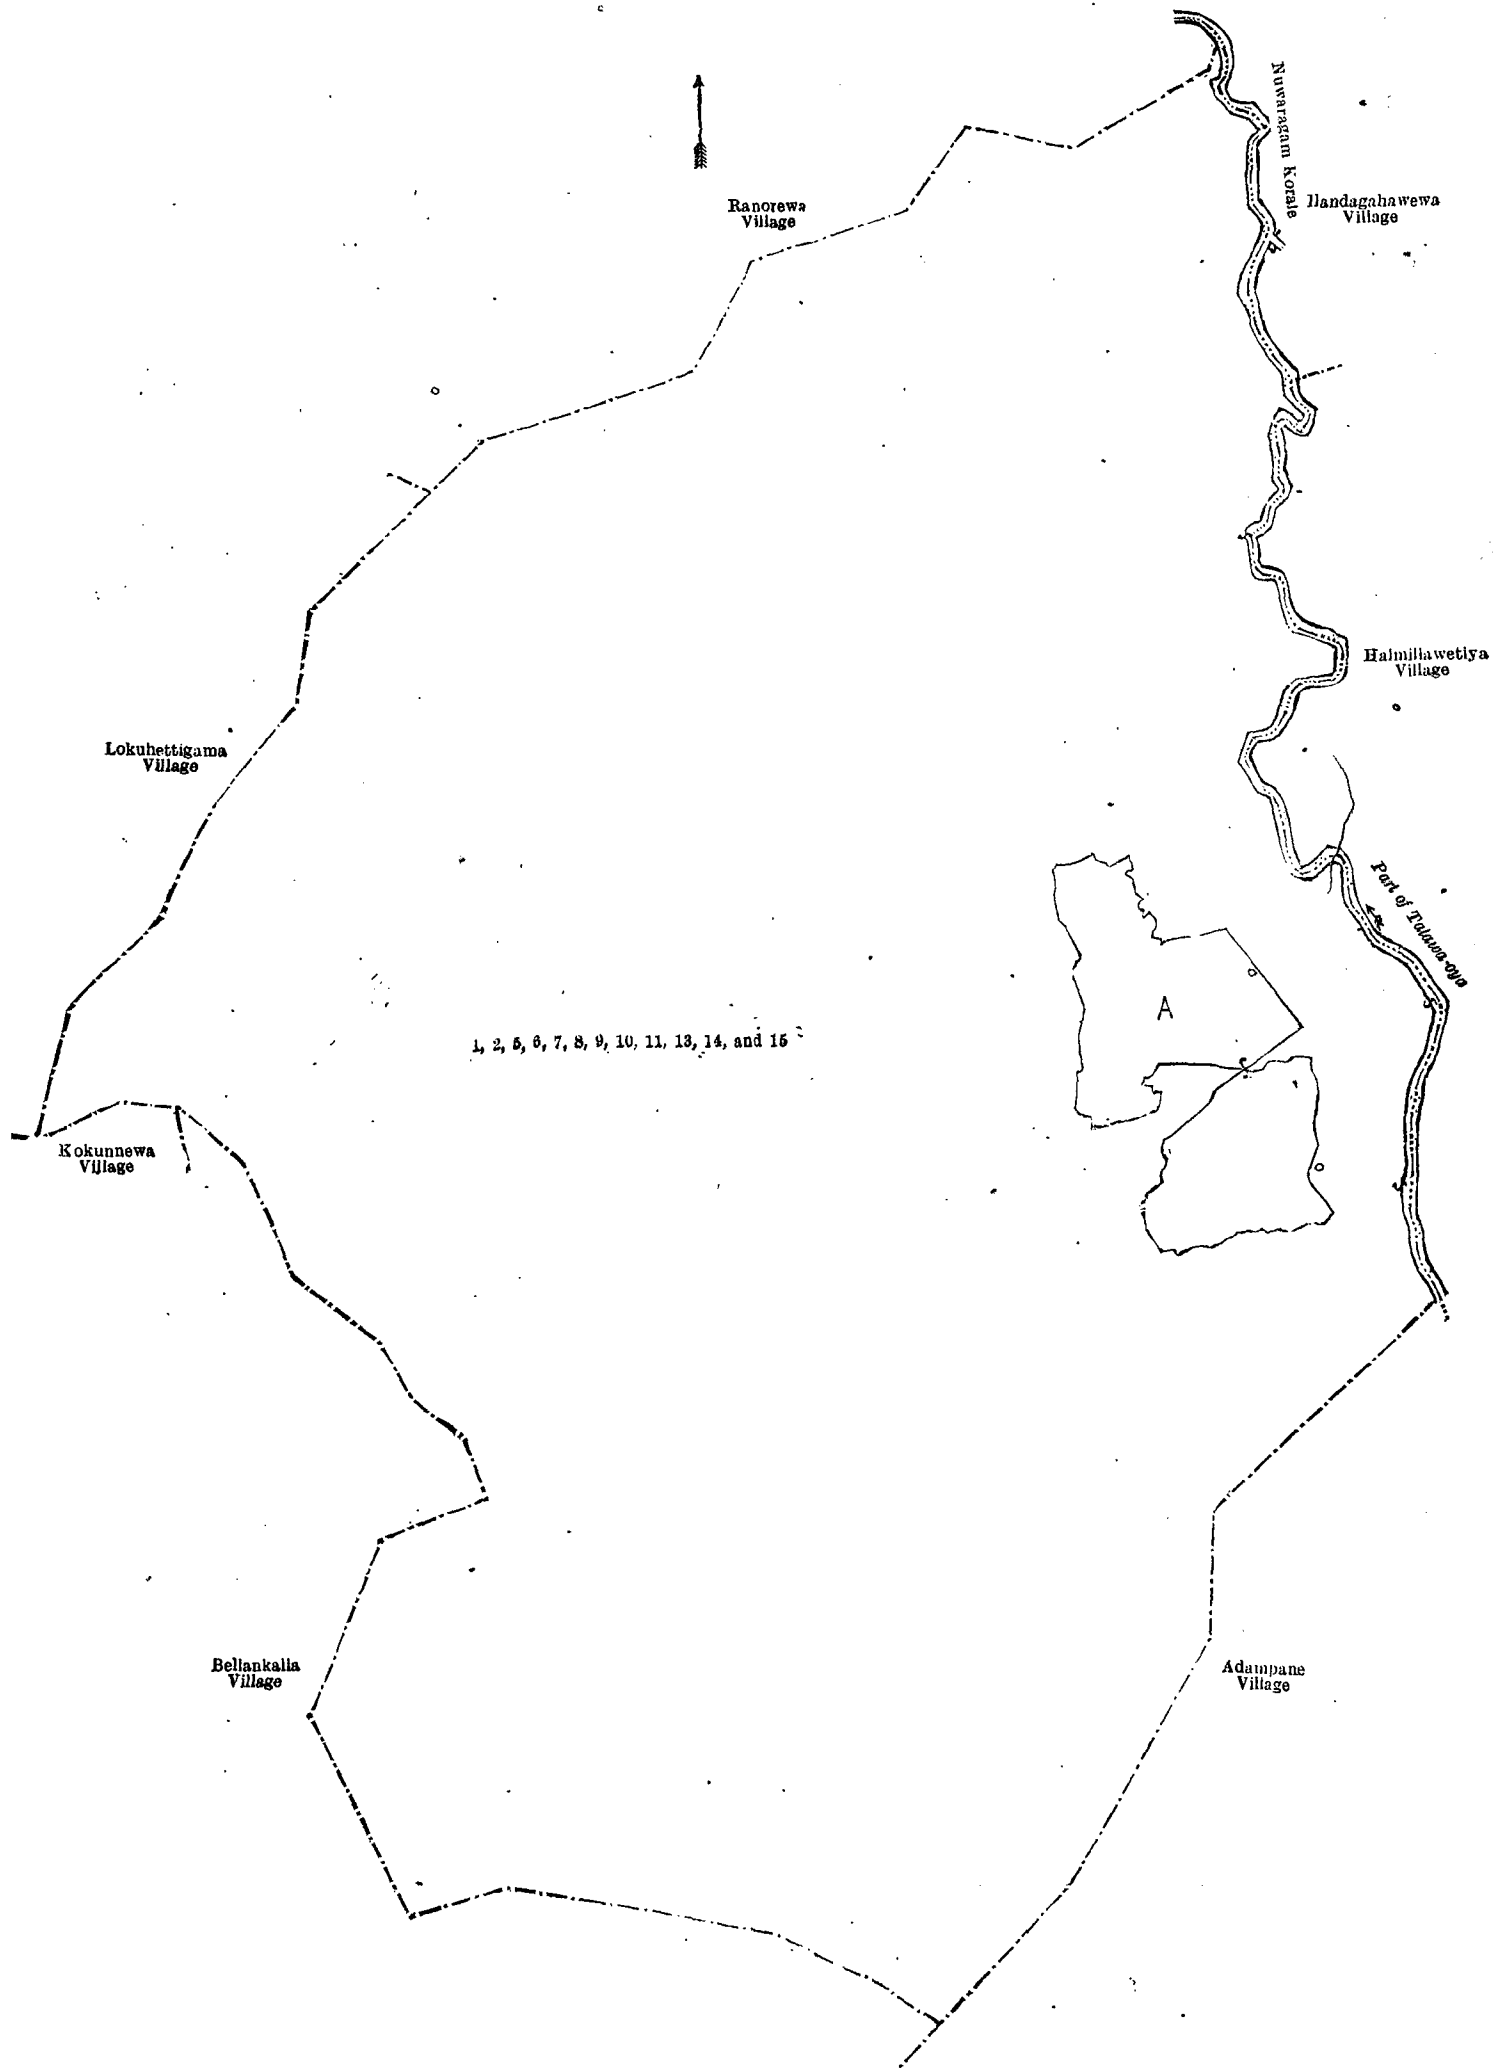 Nuwaragam Korale
Ilandagahawewa
Village
Ranorewa
Village
Halmillawetiya
Village
Lokuhettigama
Village
Part of Talawa-oya
A
1, 2, 5, 6, 7, 8, 9, 10, 11, 13, 14, and 15
Kokunnewa
Village
Bellankalla
Village
Adampane
Village